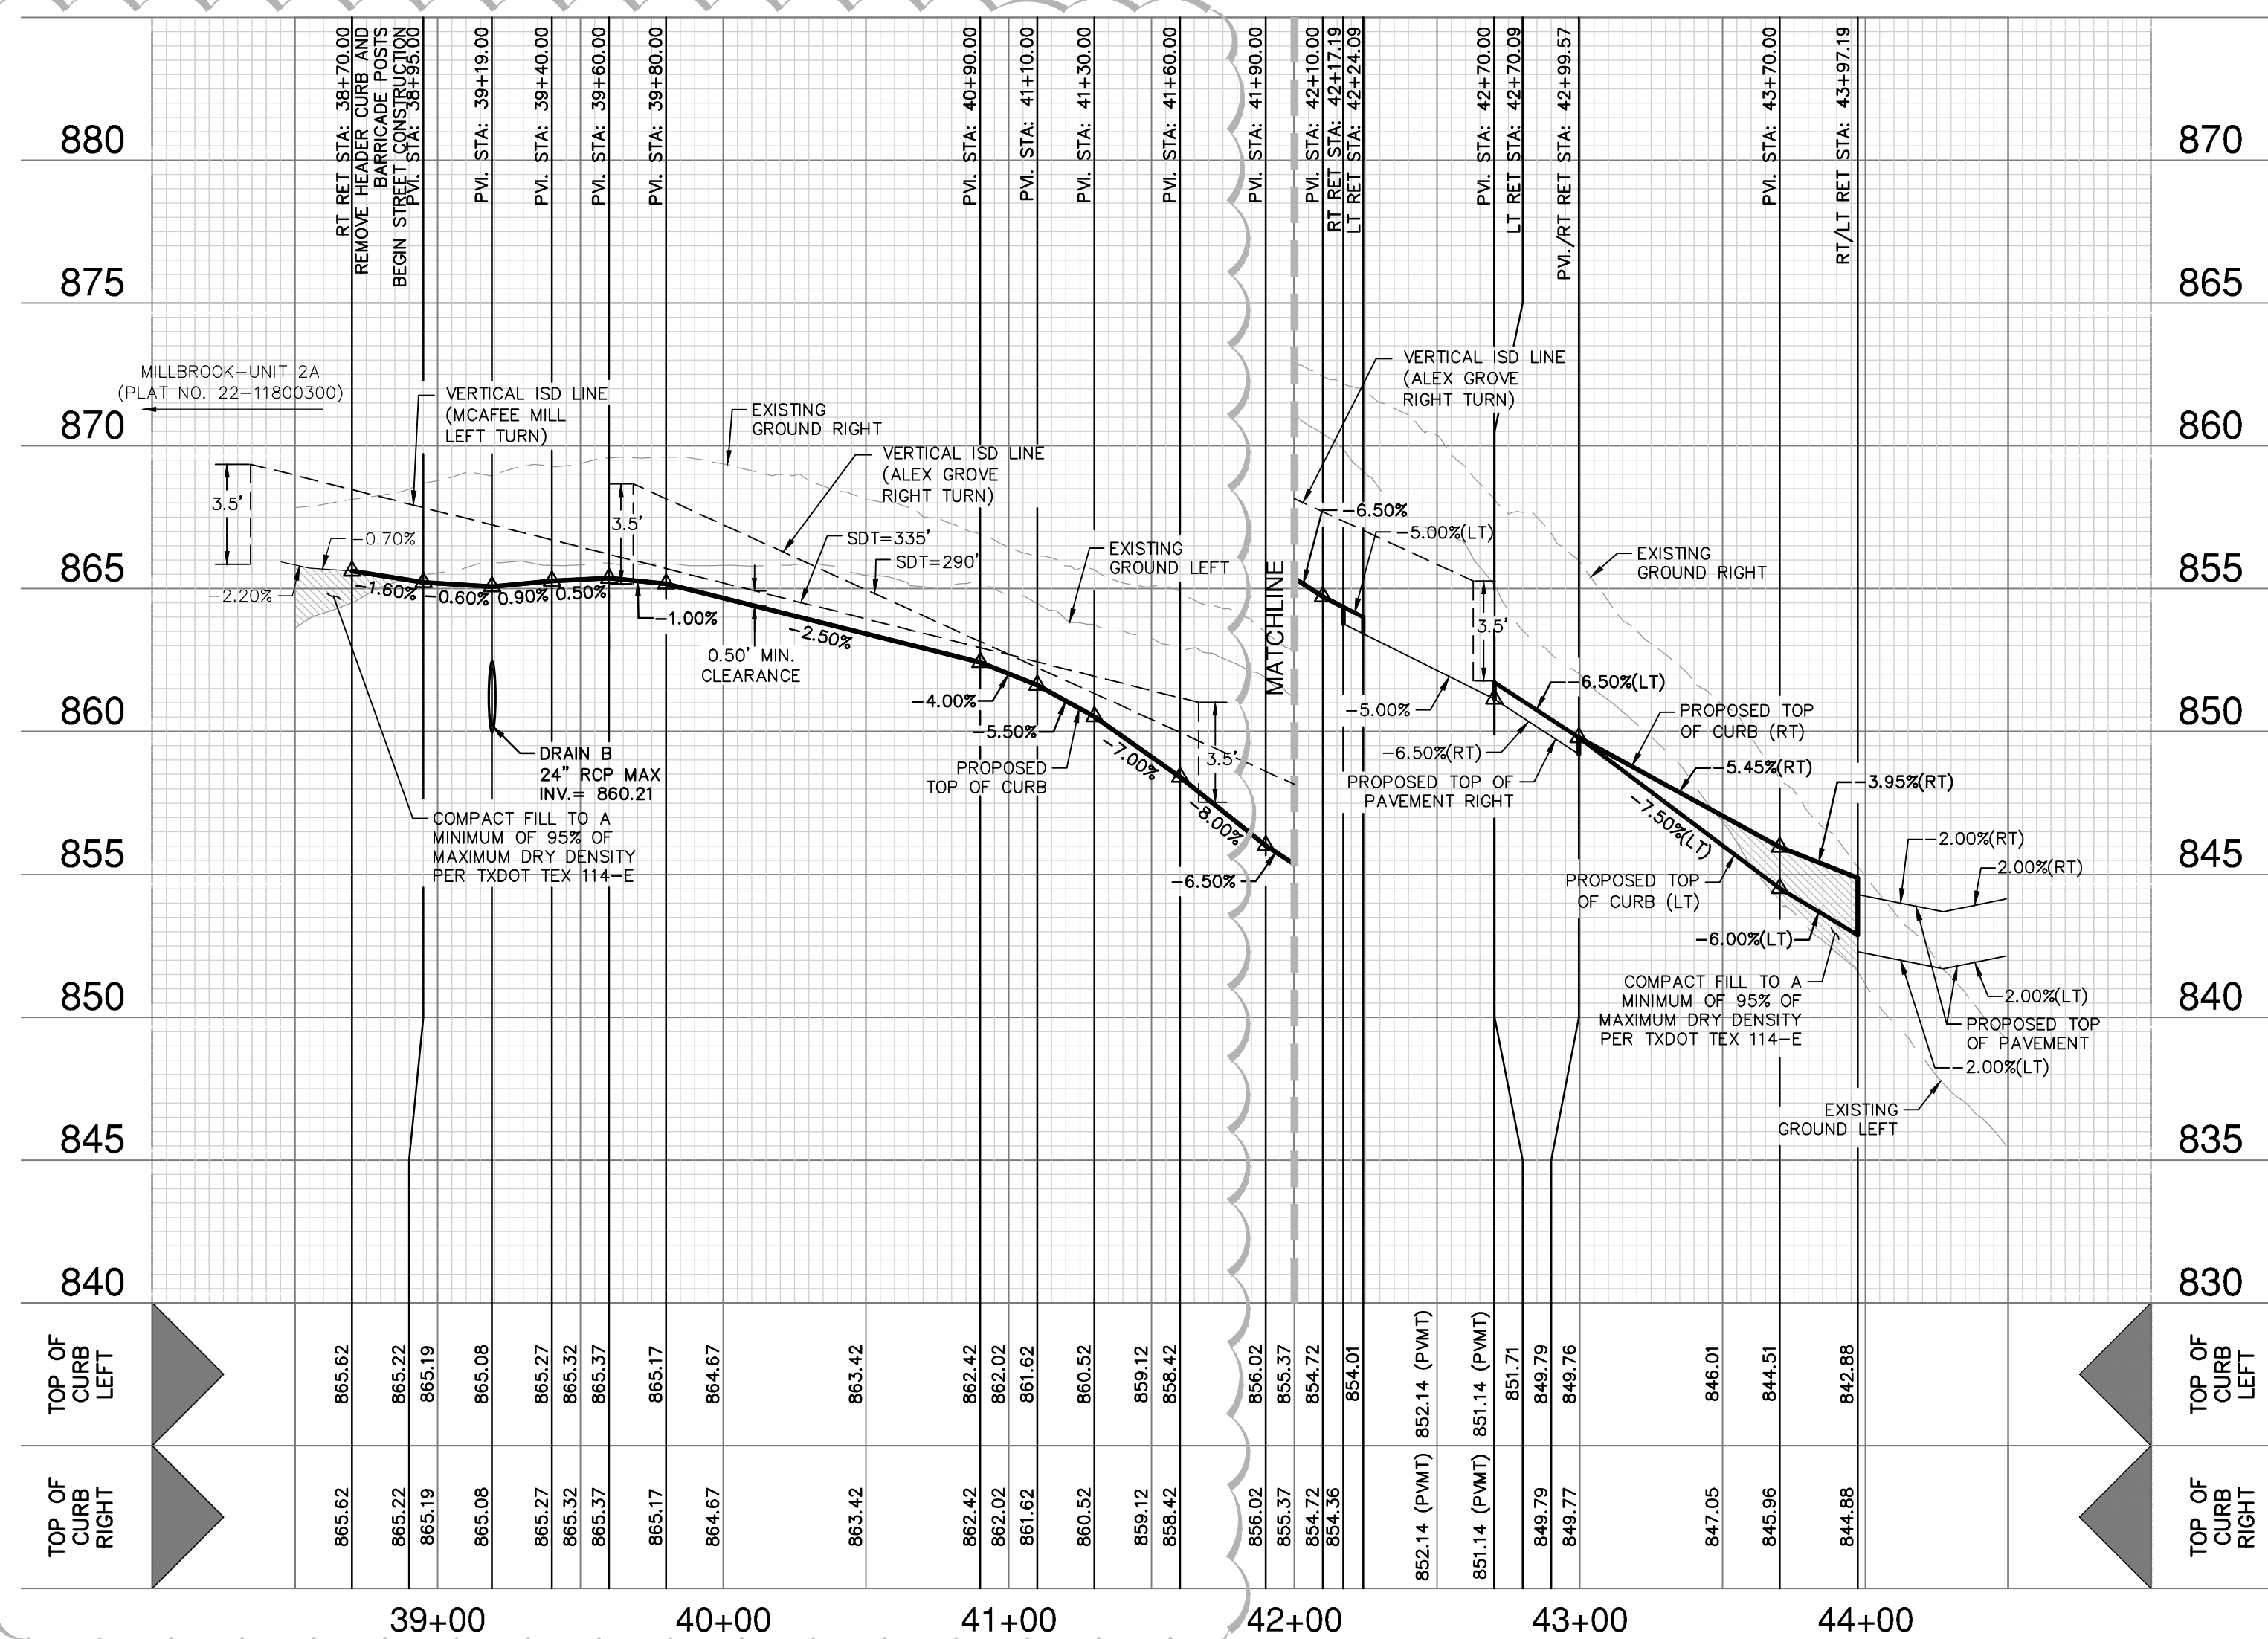 RT RET STA: 38+70.00
REMOVE HEADER CURB AND
BARRICADE POSTS
BEGIN STREET CONSTRUCTION
PVI. STA: 38+95.00
PVI. STA: 39+19.00
PVI. STA: 39+40.00
PVI. STA: 39+60.00
PVI. STA: 39+80.00
PVI. STA: 40+90.00
PVI. STA: 41+10.00
PVI. STA: 41+30.00
PVI. STA: 41+60.00
PVI. STA: 41+90.00
PVI. STA: 42+10.00
RT RET STA: 42+17.19
LT RET STA: 42+24.09
PVI. STA: 42+70.00
LT RET STA: 42+70.09
PVI./RT RET STA: 42+99.57
PVI. STA: 43+70.00
RT/LT RET STA: 43+97.19
880
875
870
865
860
855
850
845
840
870
865
860
855
850
845
840
835
830
MILLBROOK-UNIT 2A
(PLAT NO. 22-11800300)
VERTICAL ISD LINE
(MCAFEE MILL
LEFT TURN)
EXISTING
GROUND RIGHT
VERTICAL ISD LINE
(ALEX GROVE
RIGHT TURN)
3.5'
3.5'
SDT=335'
SDT=290'
EXISTING
GROUND LEFT
-0.70%
-2.20%
-1.60%
-0.60%
0.90%
0.50%
-1.00%
-2.50%
0.50' MIN.
CLEARANCE
-4.00%
-5.50%
PROPOSED
TOP OF CURB
-7.00%
3.5'
-8.00%
-6.50%
DRAIN B
24" RCP MAX
INV.= 860.21
COMPACT FILL TO A
MINIMUM OF 95% OF
MAXIMUM DRY DENSITY
PER TXDOT TEX 114-E
MATCHLINE
VERTICAL ISD LINE
(ALEX GROVE
RIGHT TURN)
-6.50%
-5.00%(LT)
EXISTING
GROUND RIGHT
3.5'
-5.00%
-6.50%(LT)
-6.50%(RT)
PROPOSED TOP OF
PAVEMENT RIGHT
PROPOSED TOP
OF CURB (RT)
-5.45%(RT)
-3.95%(RT)
-7.50%(LT)
-2.00%(RT)
2.00%(RT)
PROPOSED TOP
OF CURB (LT)
-6.00%(LT)
COMPACT FILL TO A
MINIMUM OF 95% OF
MAXIMUM DRY DENSITY
PER TXDOT TEX 114-E
2.00%(LT)
PROPOSED TOP
OF PAVEMENT
-2.00%(LT)
EXISTING
GROUND LEFT
TOP OF
CURB
LEFT
865.62
865.22
865.19
865.08
865.27
865.32
865.37
865.17
864.67
863.42
862.42
862.02
861.62
860.52
859.12
858.42
856.02
855.37
854.72
854.01
852.14 (PVMT)
851.14 (PVMT)
851.71
849.79
849.76
846.01
844.51
842.88
TOP OF
CURB
LEFT
TOP OF
CURB
RIGHT
865.62
865.22
865.19
865.08
865.27
865.32
865.37
865.17
864.67
863.42
862.42
862.02
861.62
860.52
859.12
858.42
856.02
855.37
854.72
854.36
852.14 (PVMT)
851.14 (PVMT)
849.79
849.77
847.05
845.96
844.88
TOP OF
CURB
RIGHT
39+00
40+00
41+00
42+00
43+00
44+00